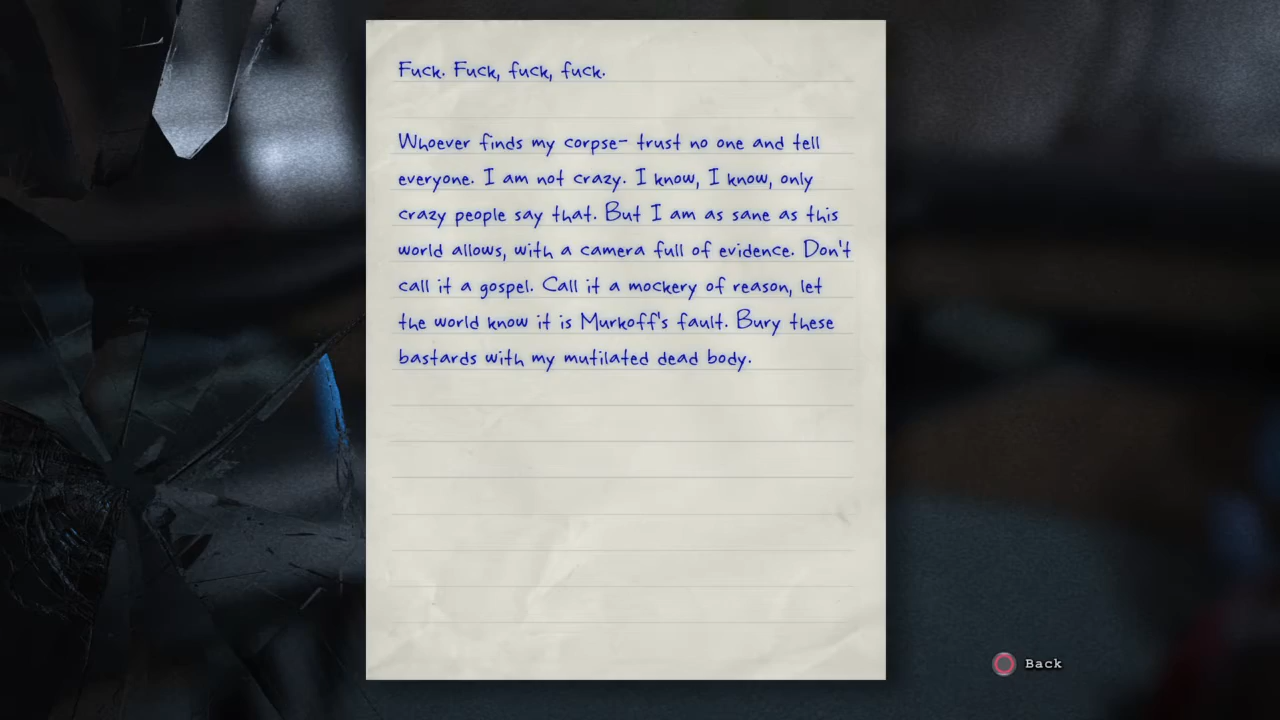 Fuck. Fuck, fuck, fuck.
Whoever finds my corpse- trust no one and tell
everyone. I am not crazy. I know, I know, only
crazy people say that. But I am as sane as this
world allows, with a camera full of evidence. Don't
call it a gospel. Call it a mockery of reason, let
the world know it is Murkoff's fault. Bury these
bastards with my mutilated dead body.
Back